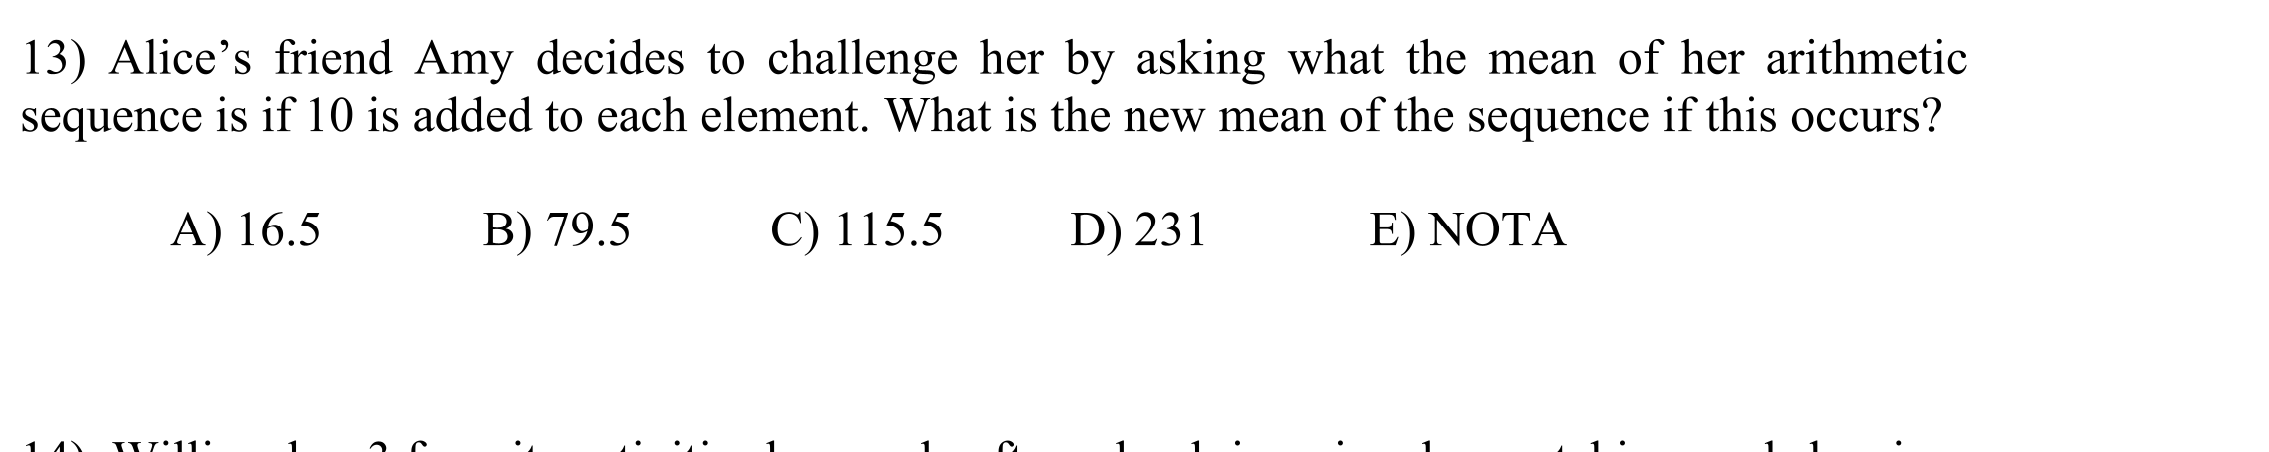 13) Alice’s friend Amy decides to challenge her by asking what the mean of her arithmetic
sequence is if 10 is added to each element. What is the new mean of the sequence if this occurs?
A) 16.5 B) 79.5 C) 115.5 D) 231 E) NOTA